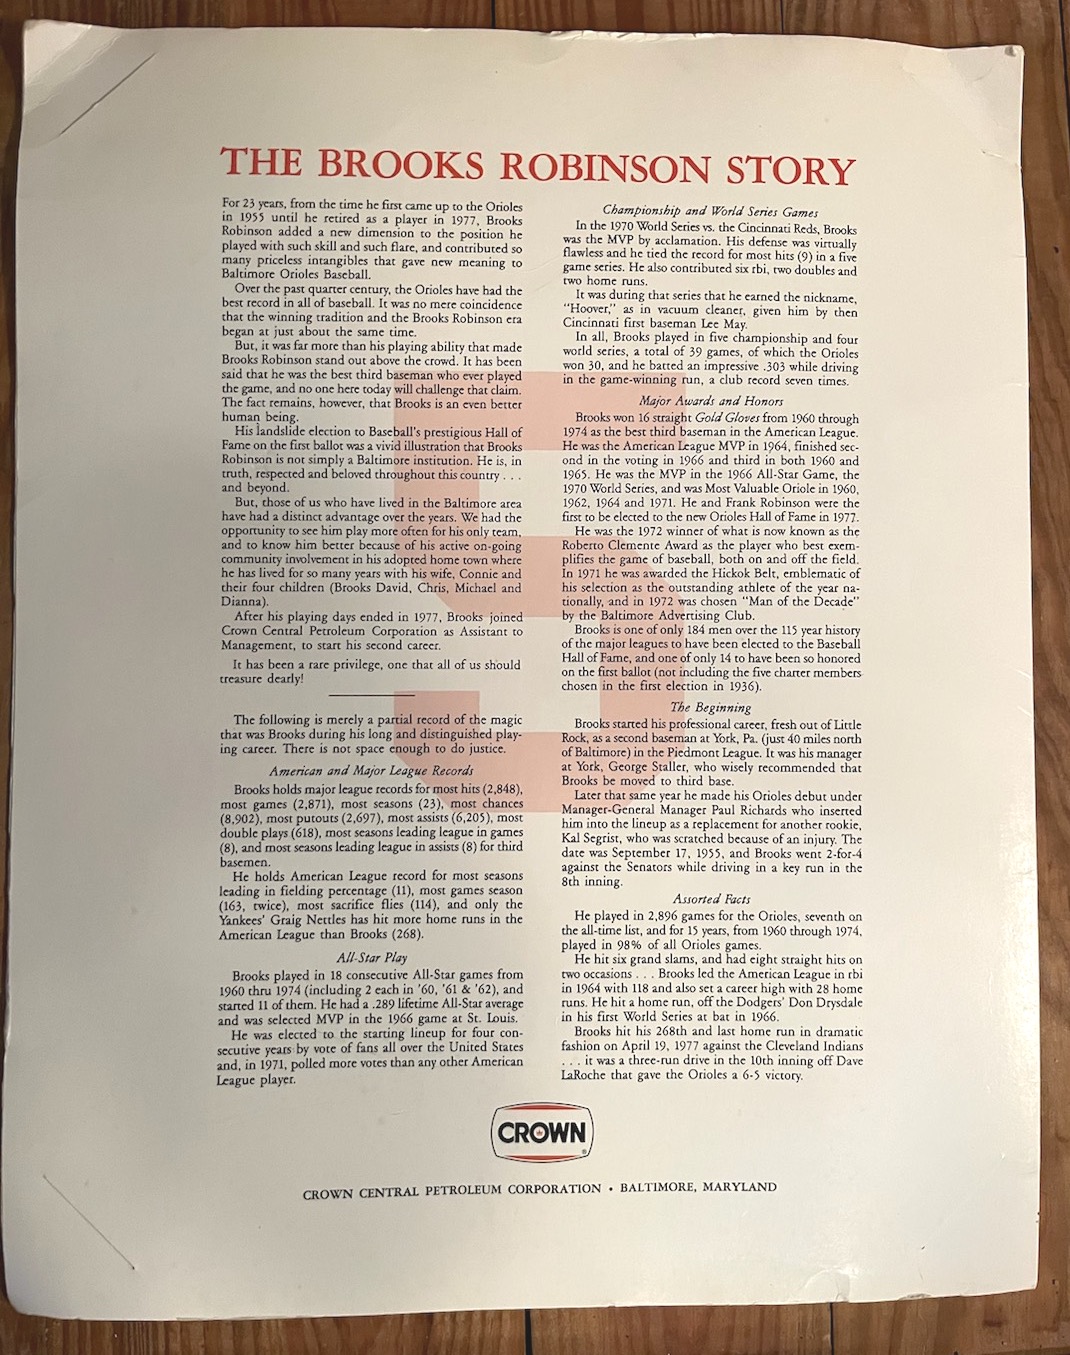 THE BROOKS ROBINSON STORY
For 23 years, from the time he first came up to the Orioles
in 1955 until he retired as a player in 1977, Brooks
Robinson added a new dimension to the position he
played with such skill and such flare, and contributed so
many priceless intangibles that gave new meaning to
Baltimore Orioles Baseball.
Over the past quarter century, the Orioles have had the
best record in all of baseball. It was no mere coincidence
that the winning tradition and the Brooks Robinson era
began at just about the same time.
But, it was far more than his playing ability that made
Brooks Robinson stand out above the crowd. It has been
said that he was the best third baseman who ever played
the game, and no one here today will challenge that claim.
The fact remains, however, that Brooks is an even better
human being.
His landslide election to Baseball's prestigious Hall of
Fame on the first ballot was a vivid illustration that Brooks
Robinson is not simply a Baltimore institution. He is, in
truth, respected and beloved throughout this country . . .
and beyond.
But, those of us who have lived in the Baltimore area
have had a distinct advantage over the years. We had the
opportunity to see him play more often for his only team,
and to know him better because of his active on-going
community involvement in his adopted home town where
he has lived for so many years with his wife, Connie and
their four children (Brooks David, Chris, Michael and
Dianna).
After his playing days ended in 1977, Brooks joined
Crown Central Petroleum Corporation as Assistant to
Management, to start his second career.
It has been a rare privilege, one that all of us should
treasure dearly!
The following is merely a partial record of the magic
that was Brooks during his long and distinguished play-
ing career. There is not space enough to do justice.
American and Major League Records
Brooks holds major league records for most hits (2,848),
most games (2,871), most seasons (23), most chances
(8,902), most putouts (2,697), most assists (6,205), most
double plays (618), most seasons leading league in games
(8), and most seasons leading league in assists (8) for third
basemen.
He holds American League record for most seasons
leading in fielding percentage (11), most games season
(163, twice), most sacrifice flies (114), and only the
Yankees' Graig Nettles has hit more home runs in the
American League than Brooks (268).
All-Star Play
Brooks played in 18 consecutive All-Star games from
1960 thru 1974 (including 2 each in '60, '61 & '62), and
started 11 of them. He had a .289 lifetime All-Star average
and was selected MVP in the 1966 game at St. Louis.
He was elected to the starting lineup for four con-
secutive years by vote of fans all over the United States
and, in 1971, polled more votes than any other American
League player.
Championship and World Series Games
In the 1970 World Series vs. the Cincinnati Reds, Brooks
was the MVP by acclamation. His defense was virtually
flawless and he tied the record for most hits (9) in a five
game series. He also contributed six rbi, two doubles and
two home runs.
It was during that series that he earned the nickname,
"Hoover," as in vacuum cleaner, given him by then
Cincinnati first baseman Lee May.
In all, Brooks played in five championship and four
world series, a total of 39 games, of which the Orioles
won 30, and he batted an impressive .303 while driving
in the game-winning run, a club record seven times.
Major Awards and Honors
Brooks won 16 straight Gold Gloves from 1960 through
1974 as the best third baseman in the American League.
He was the American League MVP in 1964, finished sec-
ond in the voting in 1966 and third in both 1960 and
1965. He was the MVP in the 1966 All-Star Game, the
1970 World Series, and was Most Valuable Oriole in 1960,
1962, 1964 and 1971. He and Frank Robinson were the
first to be elected to the new Orioles Hall of Fame in 1977.
He was the 1972 winner of what is now known as the
Roberto Clemente Award as the player who best exem-
plifies the game of baseball, both on and off the field.
In 1971 he was awarded the Hickok Belt, emblematic of
his selection as the outstanding athlete of the year na-
tionally, and in 1972 was chosen "Man of the Decade"
by the Baltimore Advertising Club.
Brooks is one of only 184 men over the 115 year history
of the major leagues to have been elected to the Baseball
Hall of Fame, and one of only 14 to have been so honored
on the first ballot (not including the five charter members
chosen in the first election in 1936).
The Beginning
Brooks started his professional career, fresh out of Little
Rock, as a second baseman at York, Pa. (just 40 miles north
of Baltimore) in the Piedmont League. It was his manager
at York, George Staller, who wisely recommended that
Brooks be moved to third base.
Later that same year he made his Orioles debut under
Manager-General Manager Paul Richards who inserted
him into the lineup as a replacement for another rookie,
Kal Segrist, who was scratched because of an injury. The
date was September 17, 1955, and Brooks went 2-for-4
against the Senators while driving in a key run in the
8th inning.
Assorted Facts
He played in 2,896 games for the Orioles, seventh on
the all-time list, and for 15 years, from 1960 through 1974,
played in 98% of all Orioles games.
He hit six grand slams, and had eight straight hits on
two occasions . . . Brooks led the American League in rbi
in 1964 with 118 and also set a career high with 28 home
runs. He hit a home run, off the Dodgers' Don Drysdale
in his first World Series at bat in 1966.
Brooks hit his 268th and last home run in dramatic
fashion on April 19, 1977 against the Cleveland Indians
. . . it was a three-run drive in the 10th inning off Dave
LaRoche that gave the Orioles a 6-5 victory.
5
CROWN
®
CROWN CENTRAL PETROLEUM CORPORATION • BALTIMORE, MARYLAND